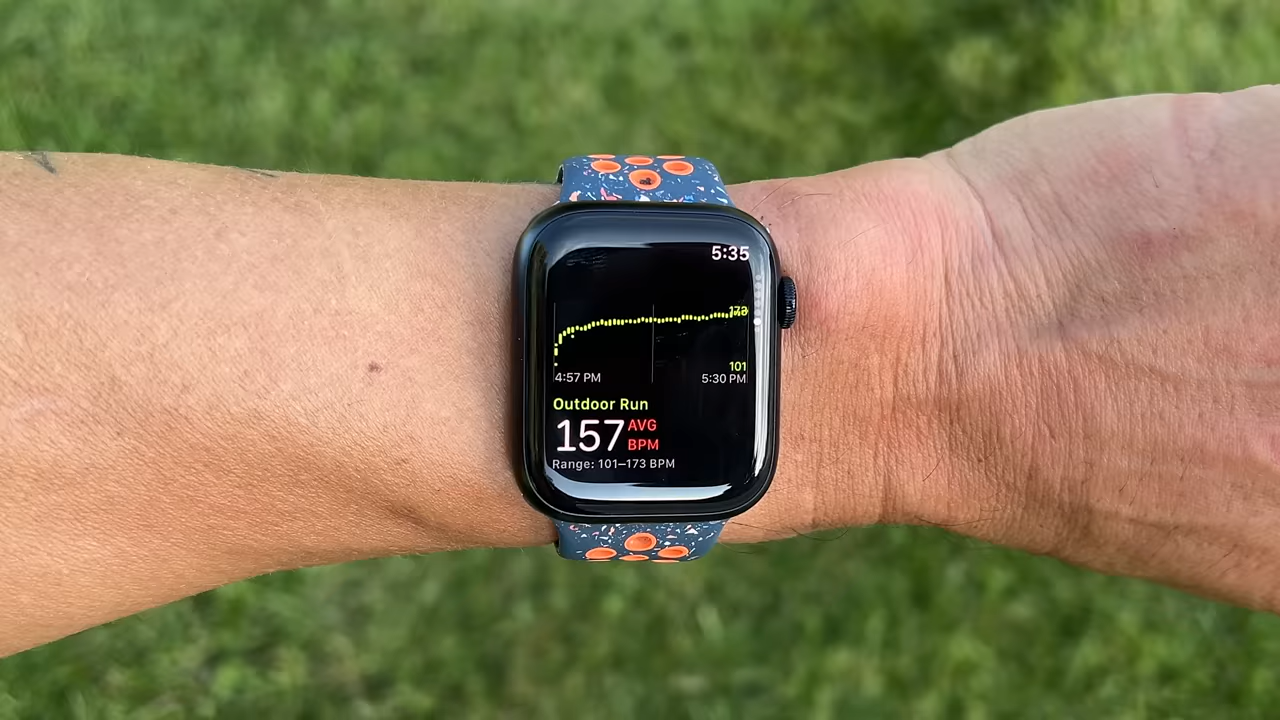 5:35
173
101
4:57 PM 5:30 PM
Outdoor Run
157 AVG BPM
Range: 101–173 BPM